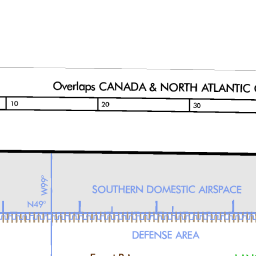 Overlaps CANADA & NORTH ATLANTIC
10 20 30
W99°
SOUTHERN DOMESTIC AIRSPACE
N49°
DEFENSE AREA